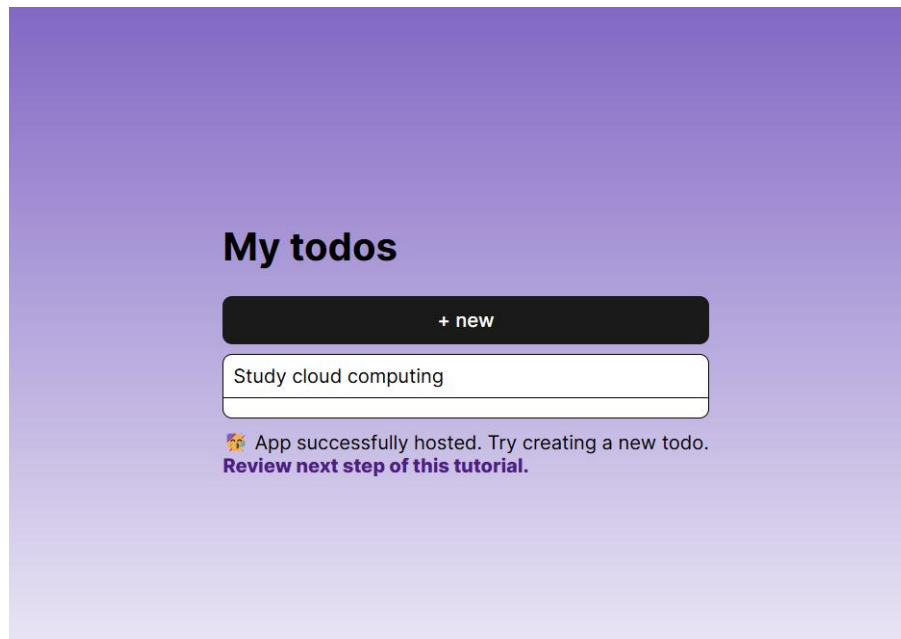 My todos
+ new
Study cloud computing
🥳 App successfully hosted. Try creating a new todo.
Review next step of this tutorial.